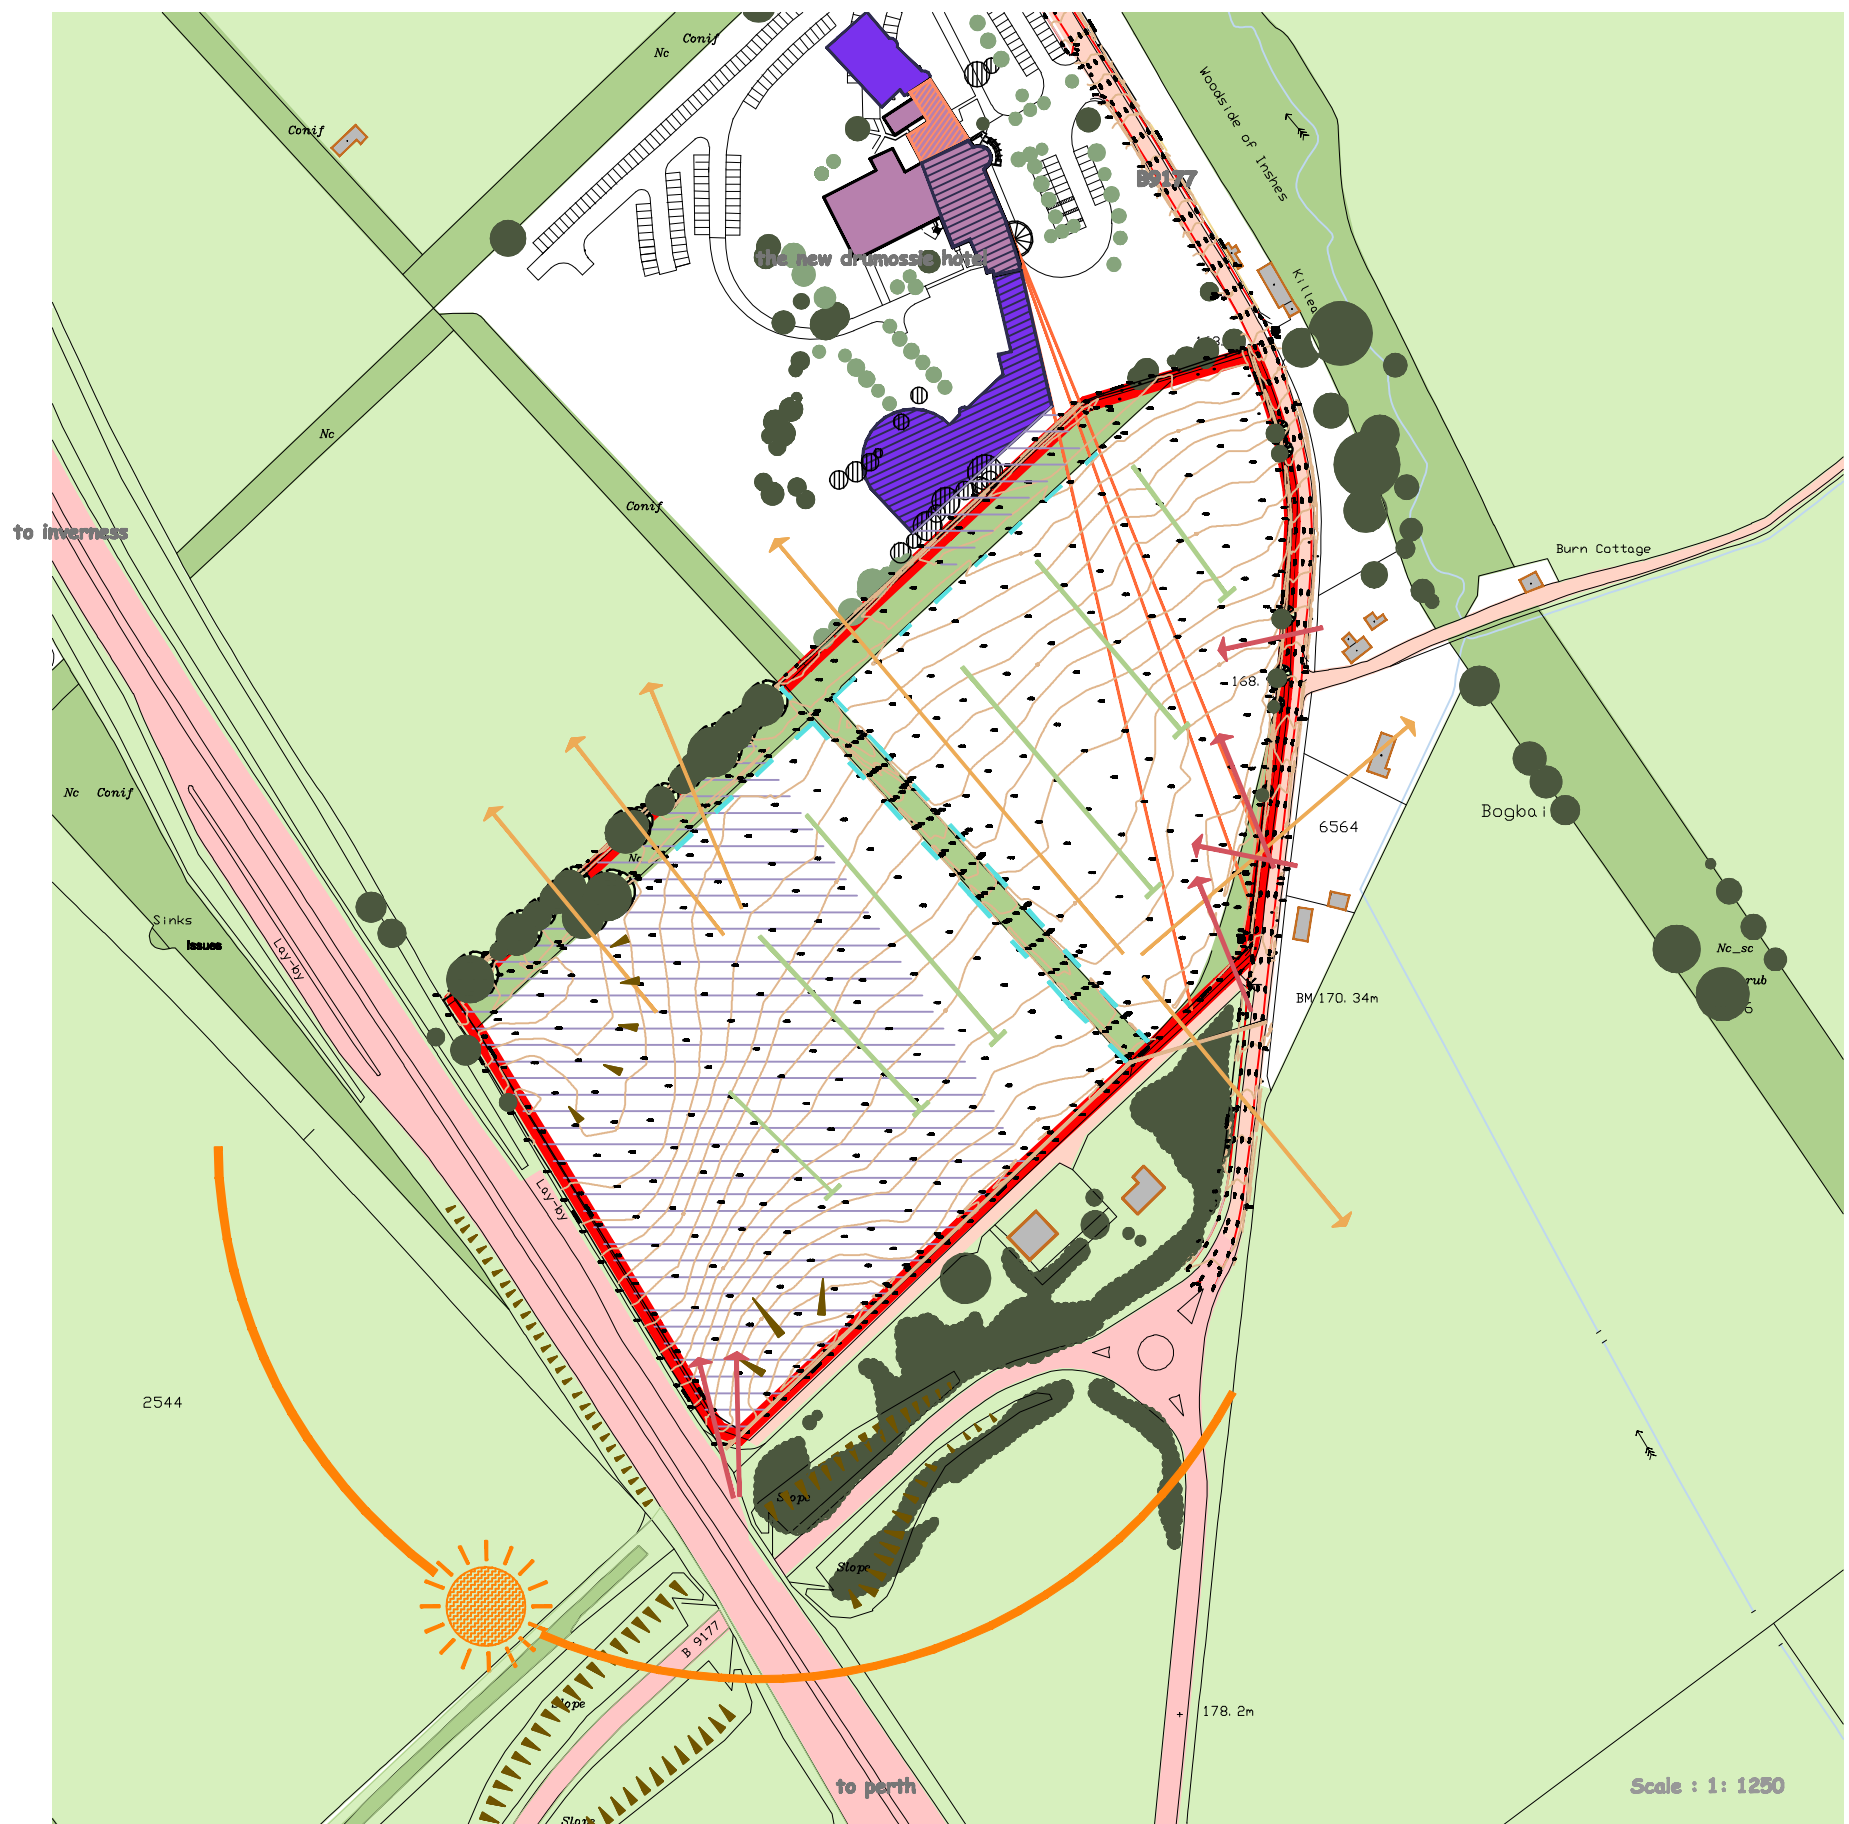 Conif
Nc
Conif
Woodside of Inshes
B9177
the new drumossie hotel
Nc
Conif
to inverness
Burn Cottage
168.
Nc Conif
6564
Bogbai
Nc
Sinks
Issues
Lay-by
Nc_sc
rub
BM 170. 34m
Lay-by
2544
Slope
Slope
B 9177
Slope
178. 2m
to perth
Scale : 1: 1250
Slope